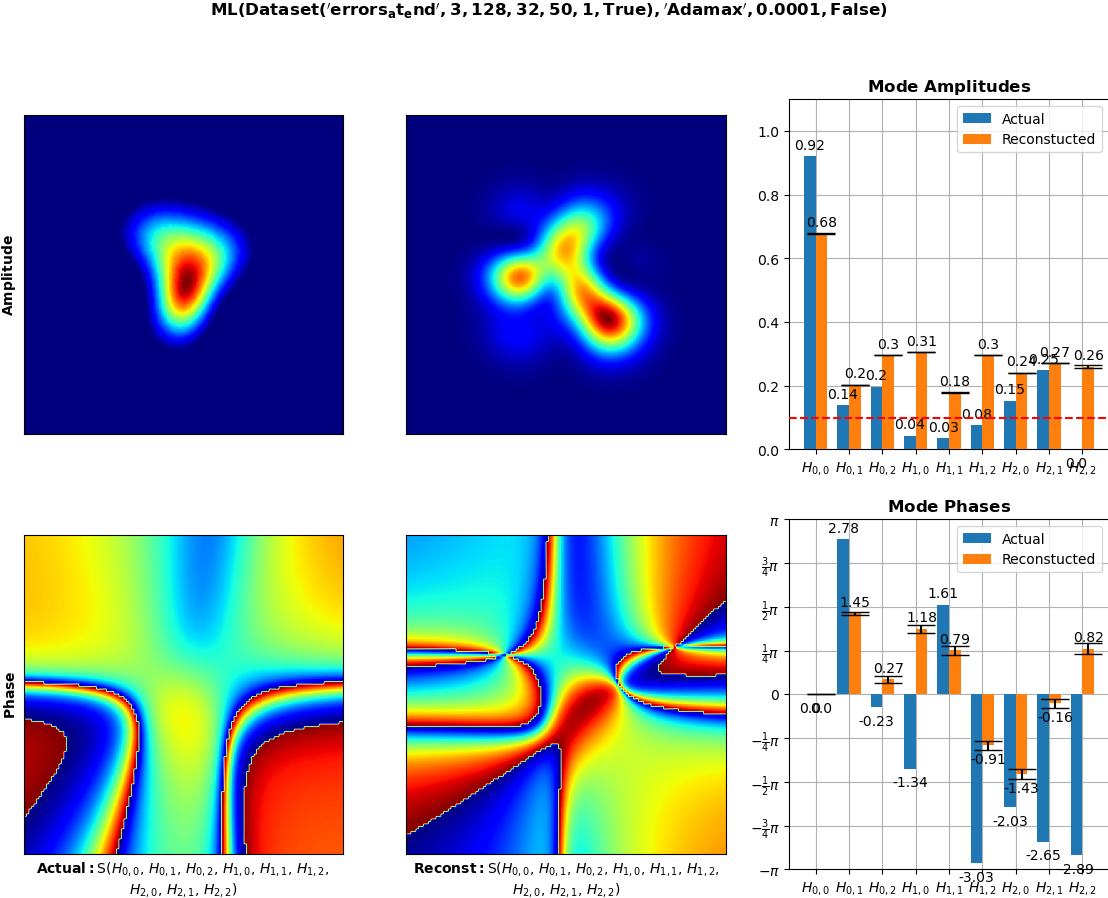 ML(Dataset('errors_at_end', 3, 128, 32, 50, 1, True), 'Adamax', 0.0001, False)
Amplitude
Mode Amplitudes
Actual
Reconstucted
1.0
0.8
0.6
0.4
0.2
0.0
0.92
0.68
0.14
0.2
0.2
0.3
0.04
0.31
0.03
0.18
0.08
0.3
0.15
0.24
0.25
0.27
0.0
0.26
H0,0 H0,1 H0,2 H1,0 H1,1 H1,2 H2,0 H2,1 H2,2
Phase
Actual: S(H0,0, H0,1, H0,2, H1,0, H1,1, H1,2,
H2,0, H2,1, H2,2)
Reconst: S(H0,0, H0,1, H0,2, H1,0, H1,1, H1,2,
H2,0, H2,1, H2,2)
Mode Phases
Actual
Reconstucted
π
3/4π
1/2π
1/4π
0
−1/4π
−1/2π
−3/4π
−π
0.0
0.0
2.78
1.45
-0.23
0.27
-1.34
1.18
1.61
0.79
-3.03
-0.91
-2.03
-1.43
-2.65
-0.16
2.89
0.82
H0,0 H0,1 H0,2 H1,0 H1,1 H1,2 H2,0 H2,1 H2,2